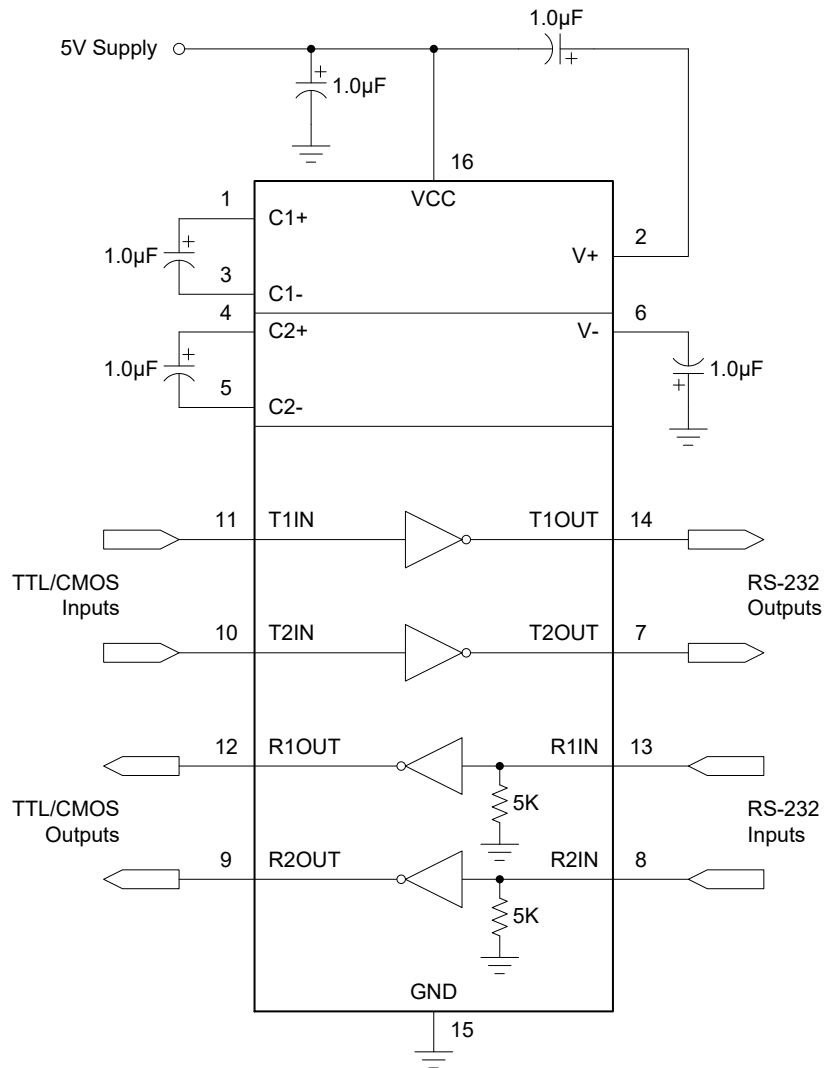 1.0µF
5V Supply
+
+
1.0µF
16
VCC
1
C1+
+
1.0µF
2
V+
3
C1-
4
C2+
6
V-
+
1.0µF
1.0µF
+
5
C2-
11
T1IN
T1OUT
14
TTL/CMOS
Inputs
RS-232
Outputs
10
T2IN
T2OUT
7
12
R1OUT
R1IN
13
5K
TTL/CMOS
Outputs
RS-232
Inputs
9
R2OUT
R2IN
8
5K
GND
15